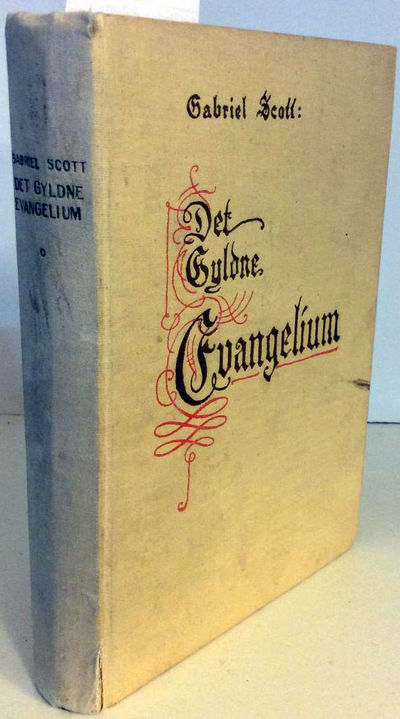 GABRIEL SCOTT
DET GYLDNE
EVANGELIUM
Gabriel Scott:
Det
Gyldne
Evangelium